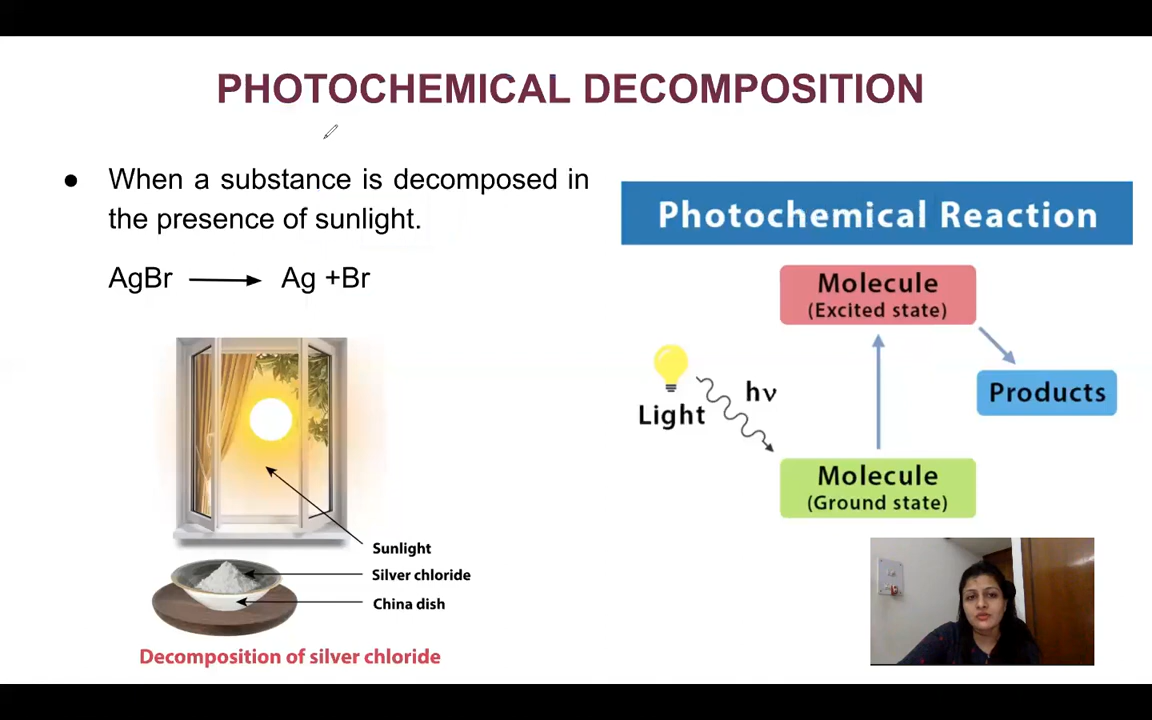 PHOTOCHEMICAL DECOMPOSITION
● When a substance is decomposed in
the presence of sunlight.
AgBr ⟶ Ag +Br
Sunlight
Silver chloride
China dish
Decomposition of silver chloride
Photochemical Reaction
Molecule
(Excited state)
Light
hν
Products
Molecule
(Ground state)